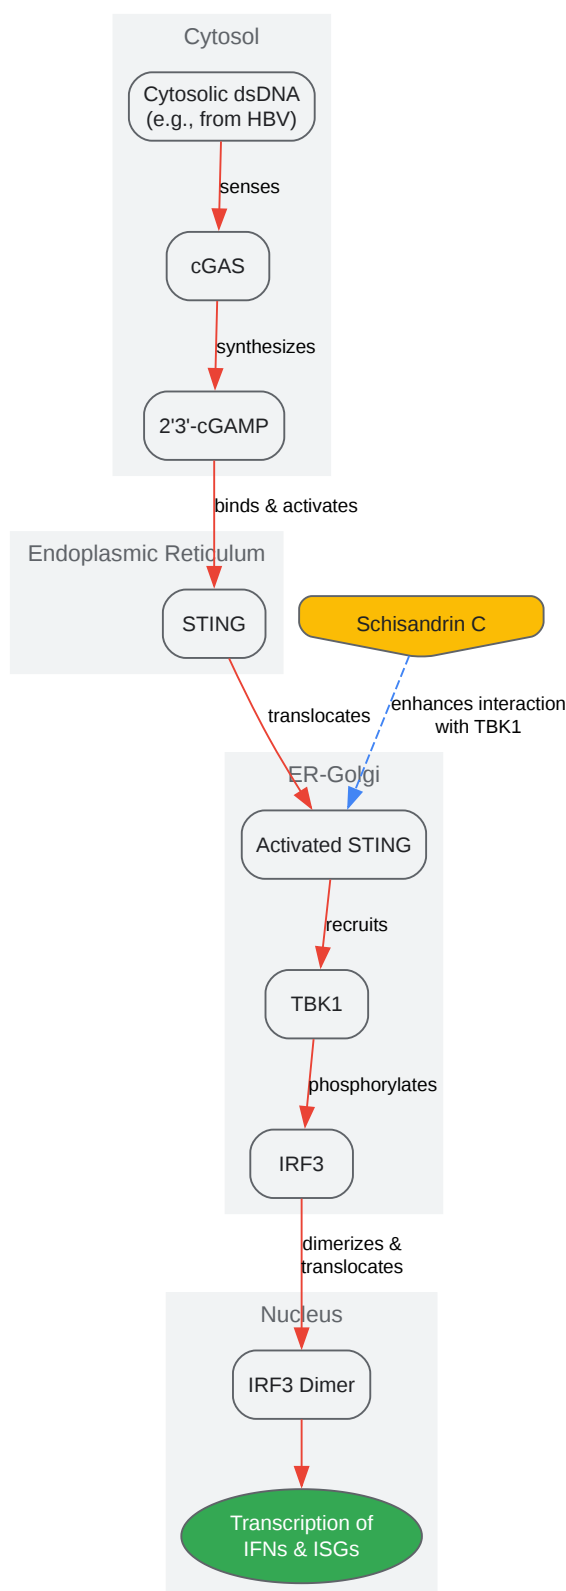 Cytosol
Cytosolic dsDNA
(e.g., from HBV)
senses
cGAS
synthesizes
2'3'-cGAMP
binds & activates
Endoplasmic Reticulum
STING
Schisandrin C
translocates
enhances interaction
with TBK1
ER-Golgi
Activated STING
recruits
TBK1
phosphorylates
IRF3
dimerizes &
translocates
Nucleus
IRF3 Dimer
Transcription of
IFNs & ISGs